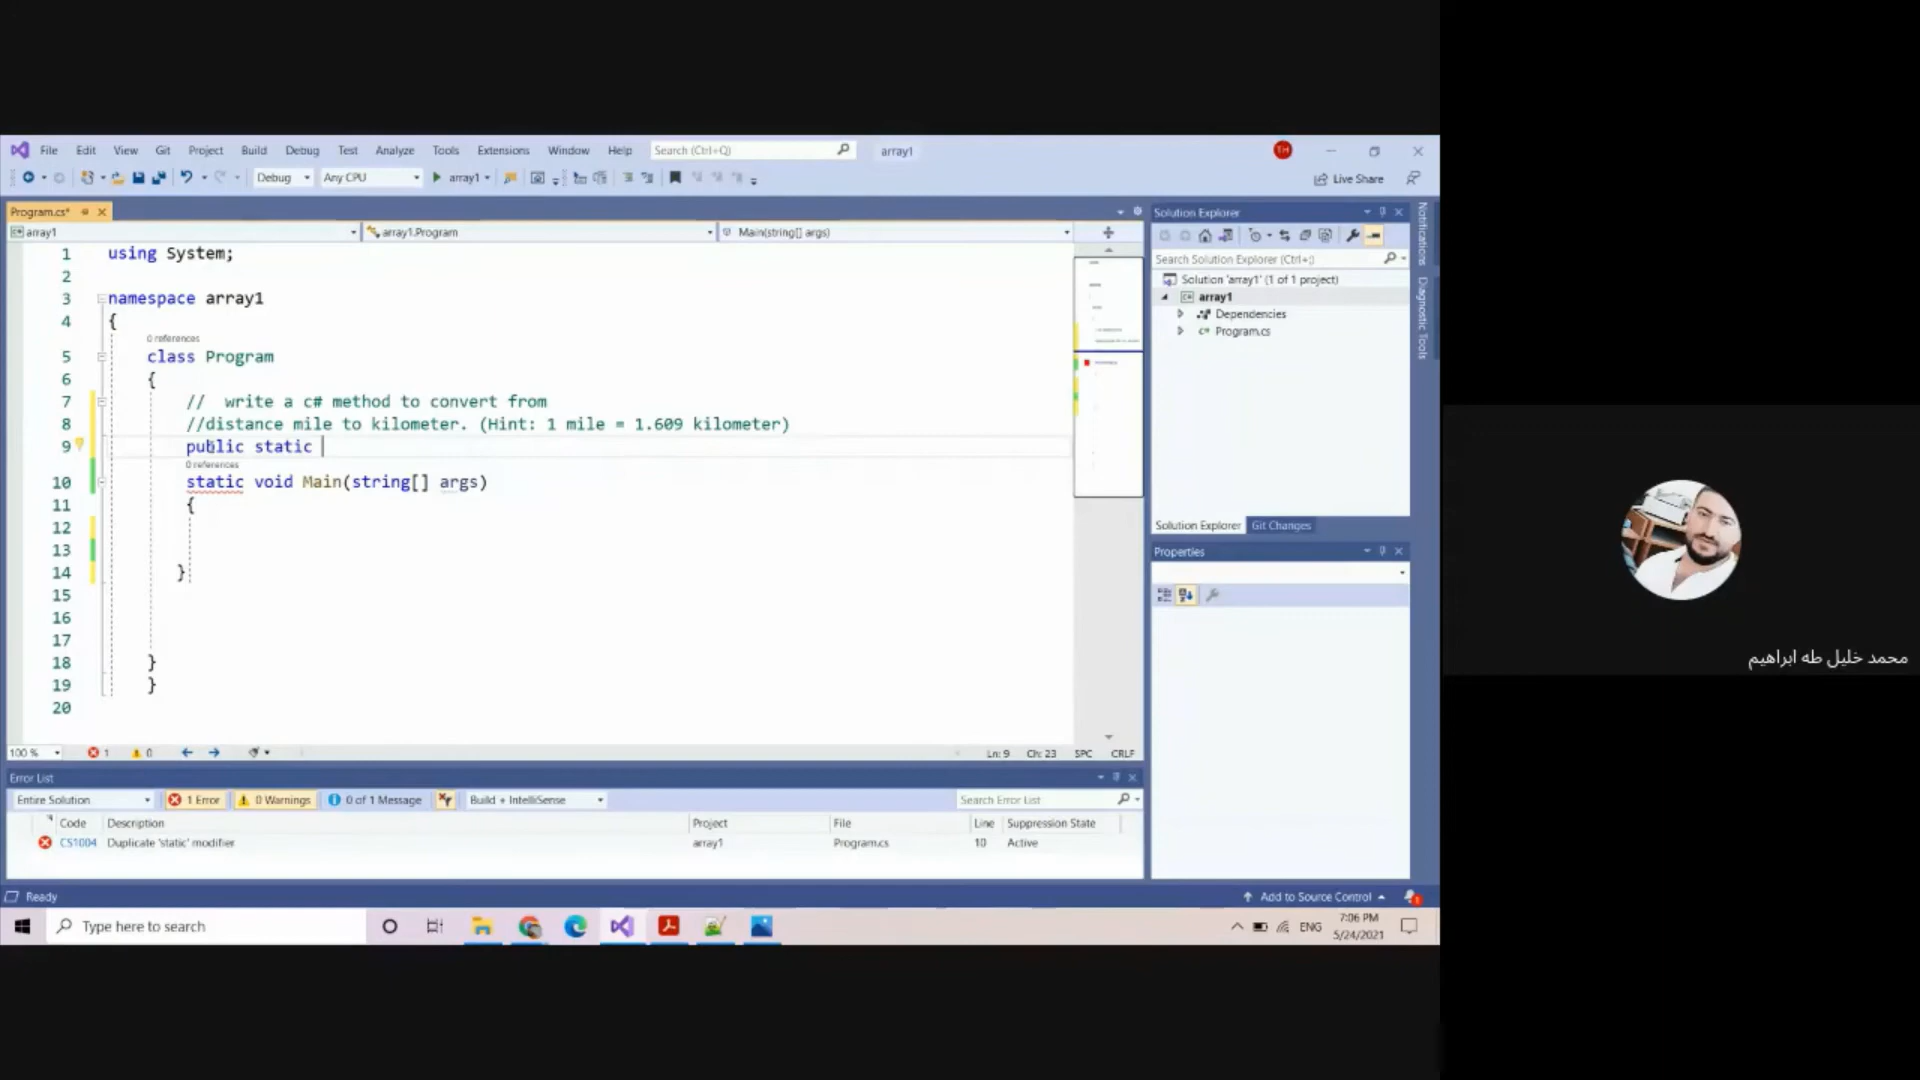 File Edit View Git Project Build Debug Test Analyze Tools Extensions Window Help Search (Ctrl+Q) array1 TH
Debug Any CPU array1 Live Share
Program.cs*
array1 array1.Program Main(string[] args)
1 using System;
2
3 namespace array1
4 {
0 references
5 class Program
6 {
7 // write a c# method to convert from
8 //distance mile to kilometer. (Hint: 1 mile = 1.609 kilometer)
9 public static
0 references
10 static void Main(string[] args)
11 {
12
13
14 }
15
16
17
18 }
19 }
20
100 % 1 0 Ln: 9 Ch: 23 SPC CRLF
Error List
Entire Solution 1 Error 0 Warnings 0 of 1 Message Build + IntelliSense Search Error List
Code Description Project File Line Suppression State
CS1004 Duplicate 'static' modifier array1 Program.cs 10 Active
Ready Add to Source Control
Solution Explorer
Search Solution Explorer (Ctrl+;)
Solution 'array1' (1 of 1 project)
array1
Dependencies
C# Program.cs
Solution Explorer Git Changes
Properties
Notifications
Diagnostic Tools
Type here to search ENG 7:06 PM
5/24/2021
محمد خليل طه ابراهيم